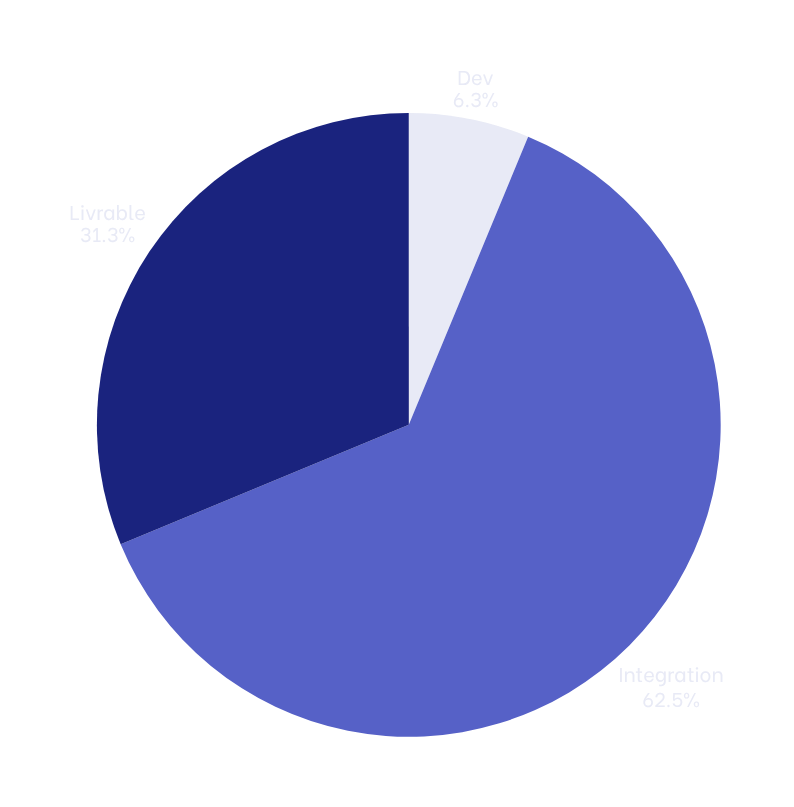 Dev
6.3%
Livrable
31.3%
Integration
62.5%